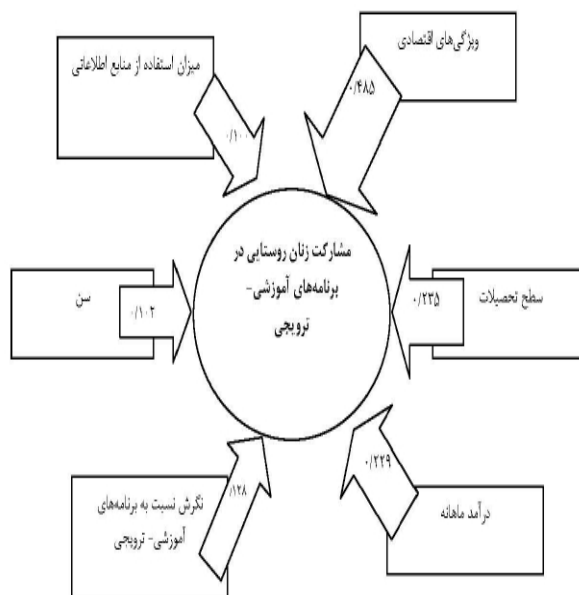 ویژگی‌های اقتصادی
۰/۴۸۵
میزان استفاده از منابع اطلاعاتی
۰/۱۰۰
مشارکت زنان روستایی در
برنامه‌های آموزشی-
ترویجی
سطح تحصیلات
۰/۲۳۵
سن
۰/۱۰۲
درآمد ماهانه
۰/۲۲۹
نگرش نسبت به برنامه‌های
آموزشی- ترویجی
/۱۲۸